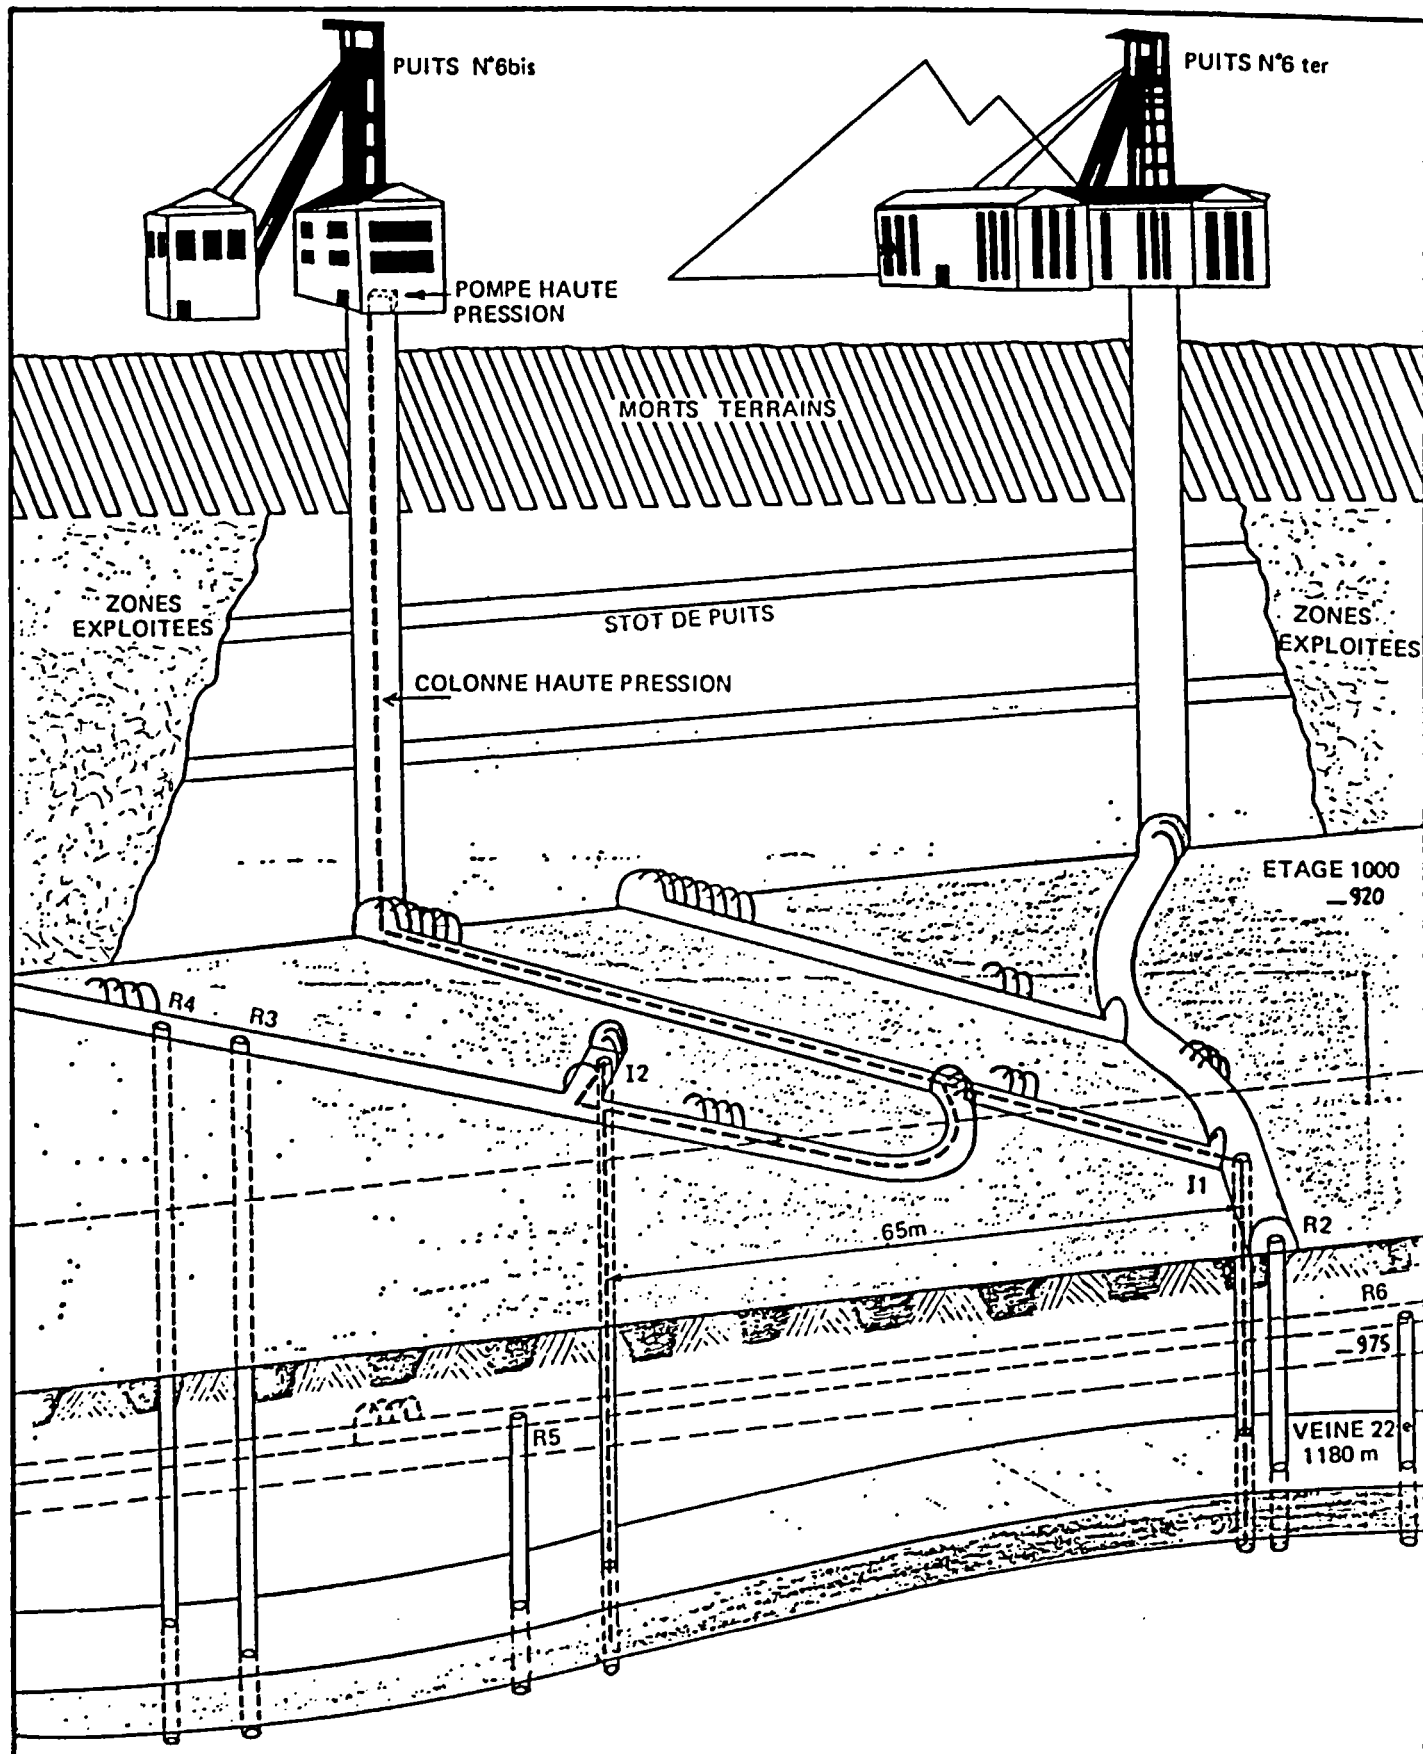 PUITS N°6bis
PUITS N°6 ter
POMPE HAUTE
PRESSION
MORTS TERRAINS
ZONES
EXPLOITEES
STOT DE PUITS
ZONES
EXPLOITEES
COLONNE HAUTE PRESSION
ETAGE 1000
—920
R4
R3
I2
I1
65m
R2
R6
—975
R5
VEINE 22e
1180 m